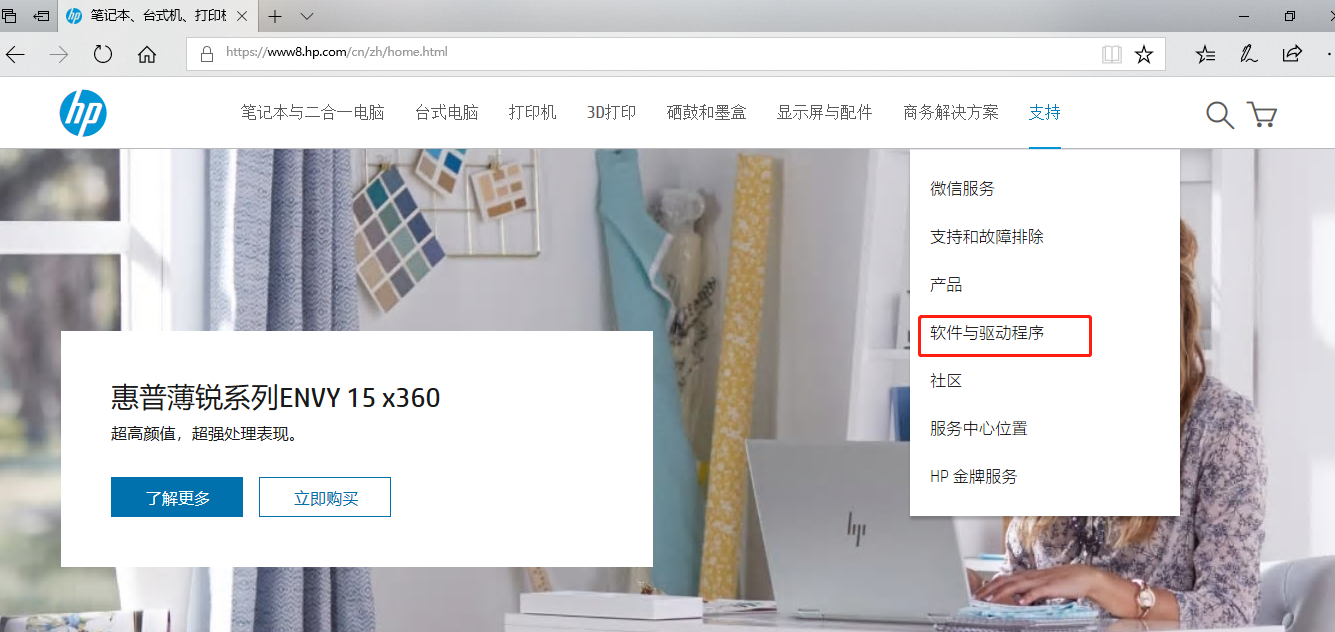 笔记本、台式机、打印机
https://www8.hp.com/cn/zh/home.html
hp
笔记本与二合一电脑 台式电脑 打印机 3D打印 硒鼓和墨盒 显示屏与配件 商务解决方案 支持
微信服务
支持和故障排除
产品
软件与驱动程序
社区
服务中心位置
HP 金牌服务
惠普薄锐系列ENVY 15 x360
超高颜值，超强处理表现。
了解更多 立即购买
hp